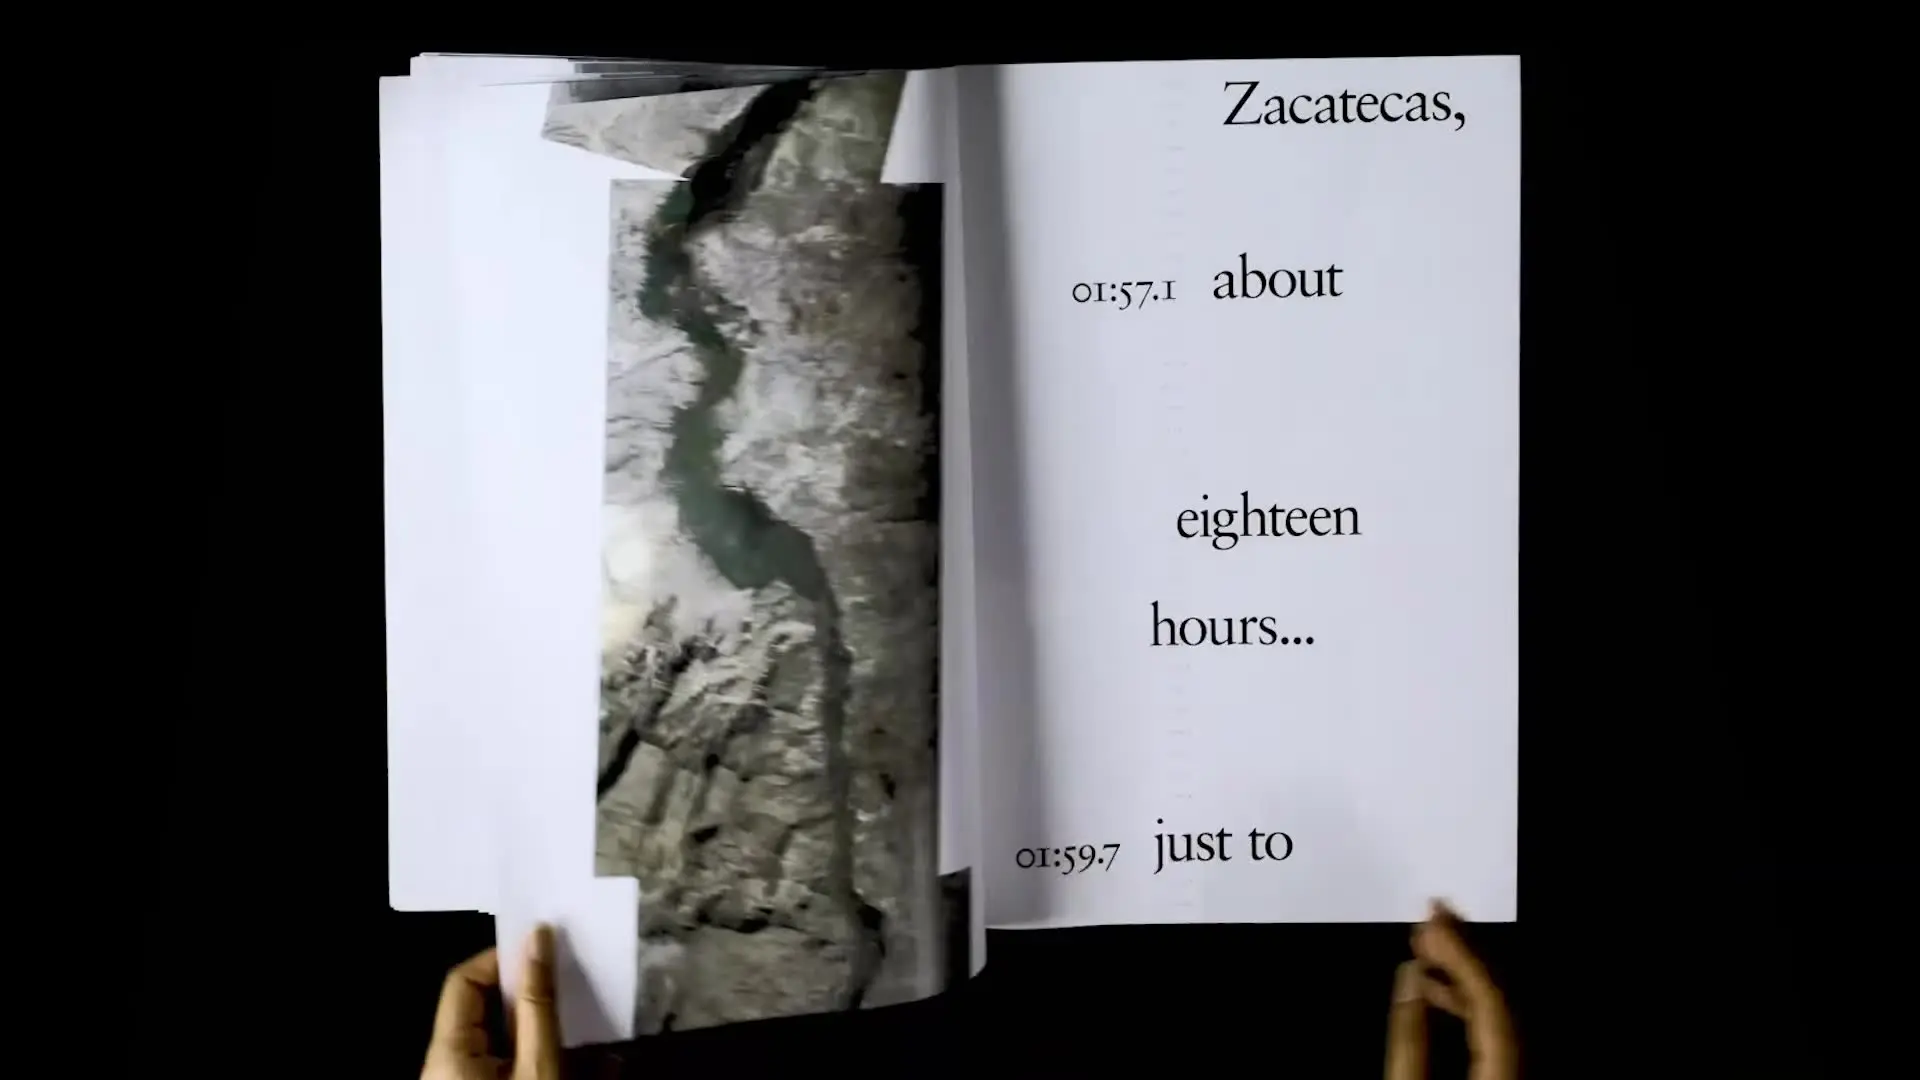 Zacatecas,
01:57.1 about
eighteen
hours...
01:59.7 just to